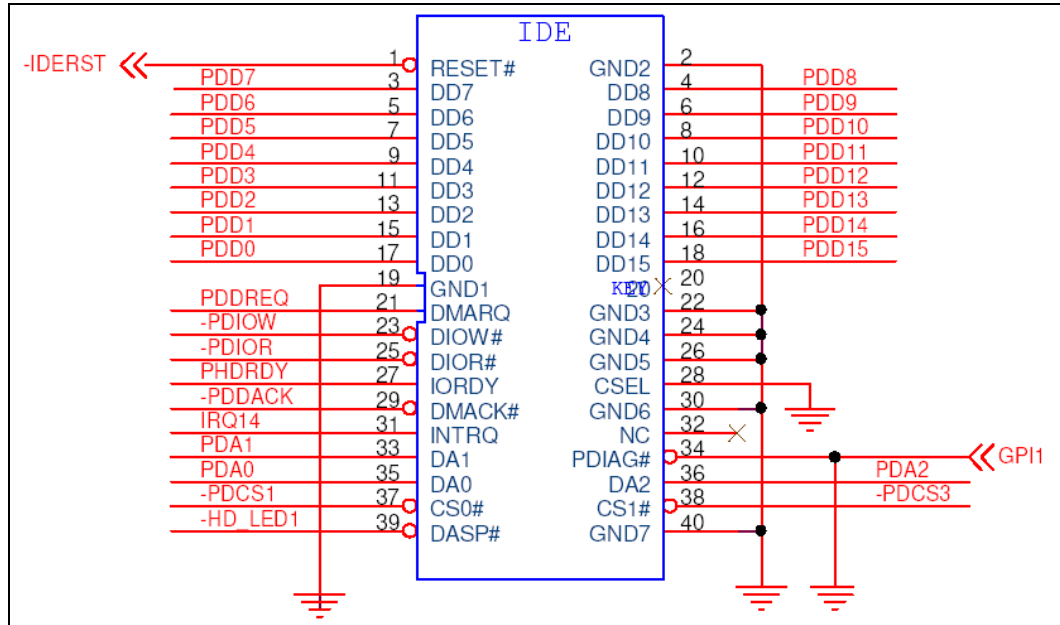 IDE
-IDERST 1 RESET# GND2 2
PDD7 3 DD7 DD8 4 PDD8
PDD6 5 DD6 DD9 6 PDD9
PDD5 7 DD5 DD10 8 PDD10
PDD4 9 DD4 DD11 10 PDD11
PDD3 11 DD3 DD12 12 PDD12
PDD2 13 DD2 DD13 14 PDD13
PDD1 15 DD1 DD14 16 PDD14
PDD0 17 DD0 DD15 18 PDD15
19 GND1 KEY 20 20
PDDREQ 21 DMARQ GND3 22
-PDIOW 23 DIOW# GND4 24
-PDIOR 25 DIOR# GND5 26
PHDRDY 27 IORDY CSEL 28
-PDDACK 29 DMACK# GND6 30
IRQ14 31 INTRQ NC 32
PDA1 33 DA1 PDIAG# 34 GPI1
PDA0 35 DA0 DA2 36 PDA2
-PDCS1 37 CS0# CS1# 38 -PDCS3
-HD_LED1 39 DASP# GND7 40